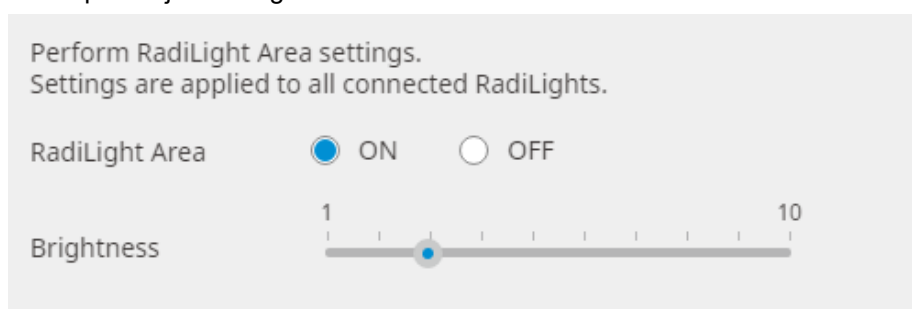 Perform RadiLight Area settings.
Settings are applied to all connected RadiLights.
RadiLight Area ON OFF
1 10
Brightness